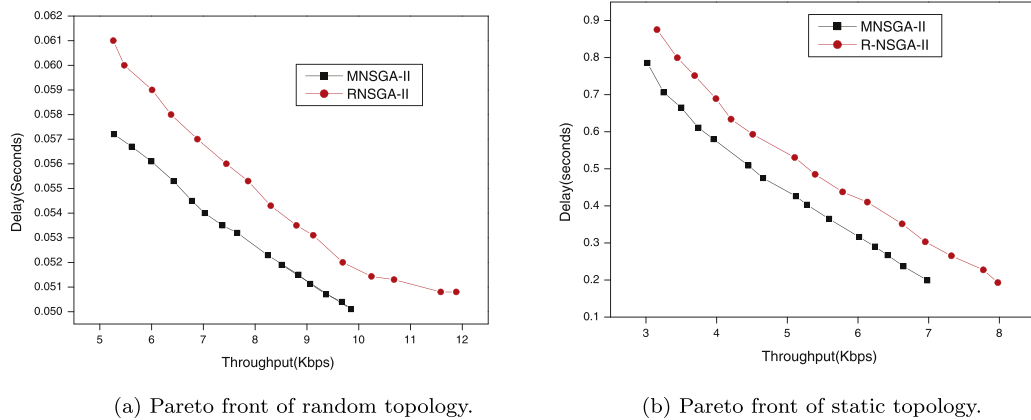 0.062
0.061
0.060
0.059
0.058
0.057
0.056
0.055
0.054
0.053
0.052
0.051
0.050
Delay(Seconds)
MNSGA-II
RNSGA-II
5 6 7 8 9 10 11 12
Throughput(Kbps)
(a) Pareto front of random topology.
0.9
0.8
0.7
0.6
0.5
0.4
0.3
0.2
0.1
Delay(seconds)
MNSGA-II
R-NSGA-II
3 4 5 6 7 8
Throughput(Kbps)
(b) Pareto front of static topology.